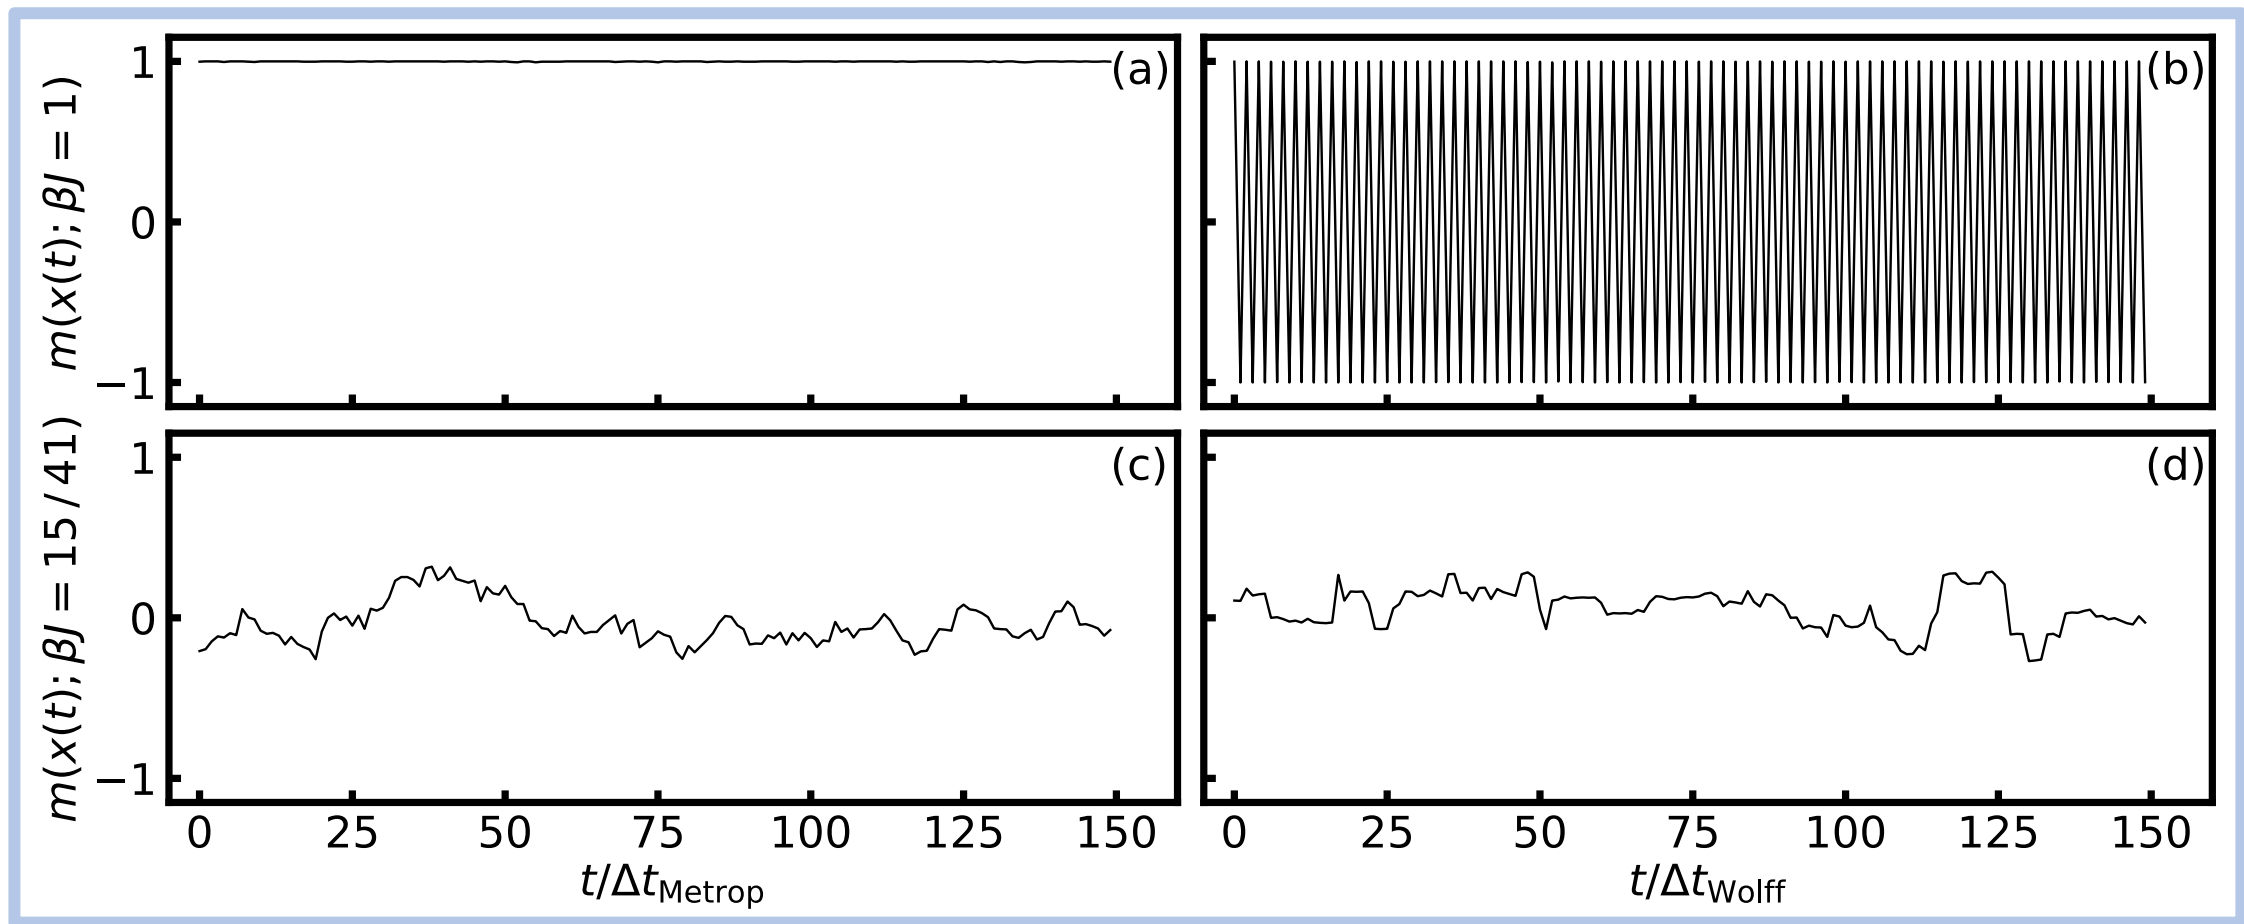 m(x(t); βJ = 1)
1
0
−1
(a)
(b)
m(x(t); βJ = 15 / 41)
1
0
−1
(c)
(d)
0 25 50 75 100 125 150
0 25 50 75 100 125 150
t/Δt_Metrop
t/Δt_Wolff